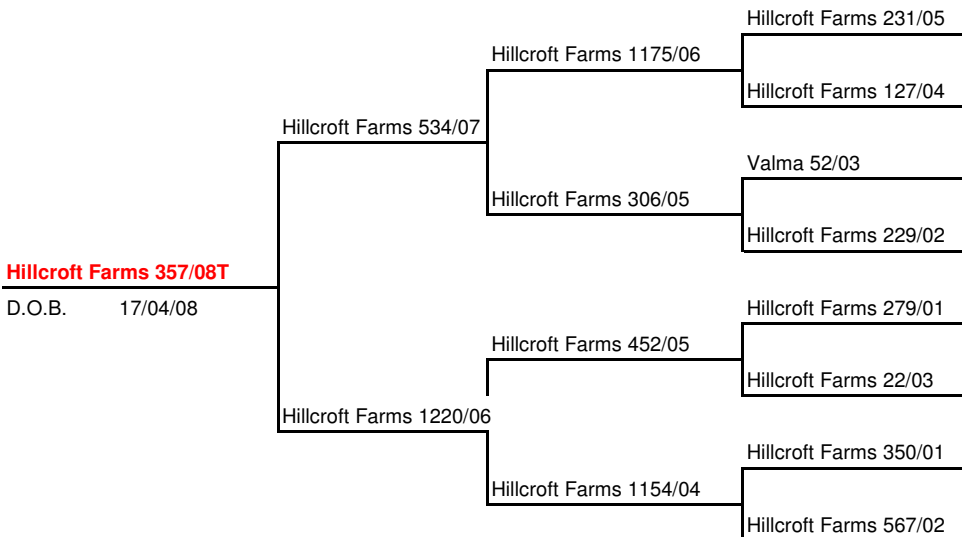 Hillcroft Farms 231/05
Hillcroft Farms 1175/06
Hillcroft Farms 127/04
Hillcroft Farms 534/07
Valma 52/03
Hillcroft Farms 306/05
Hillcroft Farms 229/02
Hillcroft Farms 357/08T
D.O.B. 17/04/08
Hillcroft Farms 279/01
Hillcroft Farms 452/05
Hillcroft Farms 22/03
Hillcroft Farms 1220/06
Hillcroft Farms 350/01
Hillcroft Farms 1154/04
Hillcroft Farms 567/02